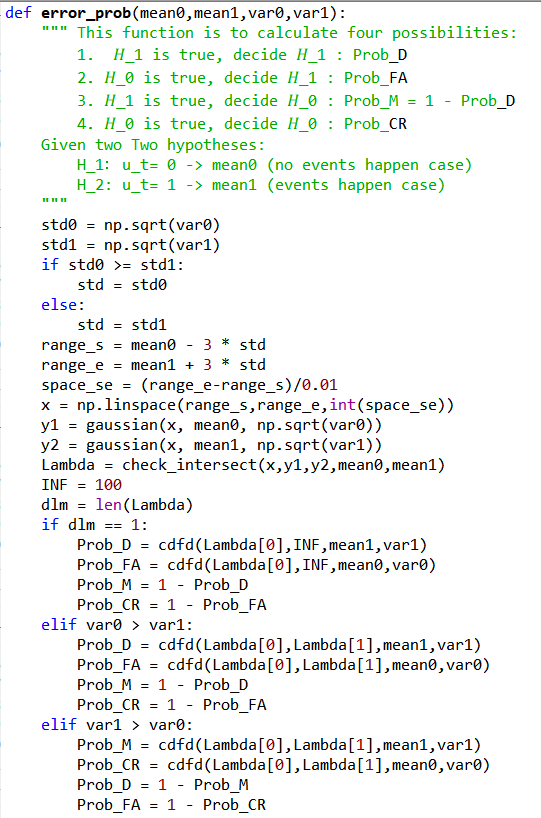 def error_prob(mean0,mean1,var0,var1):
    """ This function is to calculate four possibilities:
        1.  H_1 is true, decide H_1 : Prob_D
        2. H_0 is true, decide H_1 : Prob_FA
        3. H_1 is true, decide H_0 : Prob_M = 1 - Prob_D
        4. H_0 is true, decide H_0 : Prob_CR
    Given two Two hypotheses:
        H_1: u_t= 0 -> mean0 (no events happen case)
        H_2: u_t= 1 -> mean1 (events happen case)
    """
    std0 = np.sqrt(var0)
    std1 = np.sqrt(var1)
    if std0 >= std1:
        std = std0
    else:
        std = std1
    range_s = mean0 - 3 * std
    range_e = mean1 + 3 * std
    space_se = (range_e-range_s)/0.01
    x = np.linspace(range_s,range_e,int(space_se))
    y1 = gaussian(x, mean0, np.sqrt(var0))
    y2 = gaussian(x, mean1, np.sqrt(var1))
    Lambda = check_intersect(x,y1,y2,mean0,mean1)
    INF = 100
    dlm = len(Lambda)
    if dlm == 1:
        Prob_D = cdfd(Lambda[0],INF,mean1,var1)
        Prob_FA = cdfd(Lambda[0],INF,mean0,var0)
        Prob_M = 1 - Prob_D
        Prob_CR = 1 - Prob_FA
    elif var0 > var1:
        Prob_D = cdfd(Lambda[0],Lambda[1],mean1,var1)
        Prob_FA = cdfd(Lambda[0],Lambda[1],mean0,var0)
        Prob_M = 1 - Prob_D
        Prob_CR = 1 - Prob_FA
    elif var1 > var0:
        Prob_M = cdfd(Lambda[0],Lambda[1],mean1,var1)
        Prob_CR = cdfd(Lambda[0],Lambda[1],mean0,var0)
        Prob_D = 1 - Prob_M
        Prob_FA = 1 - Prob_CR